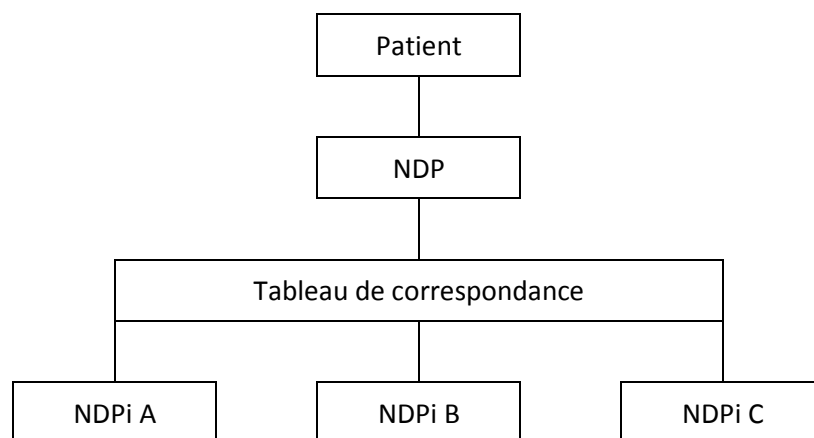 Patient
NDP
Tableau de correspondance
NDPi A
NDPi B
NDPi C